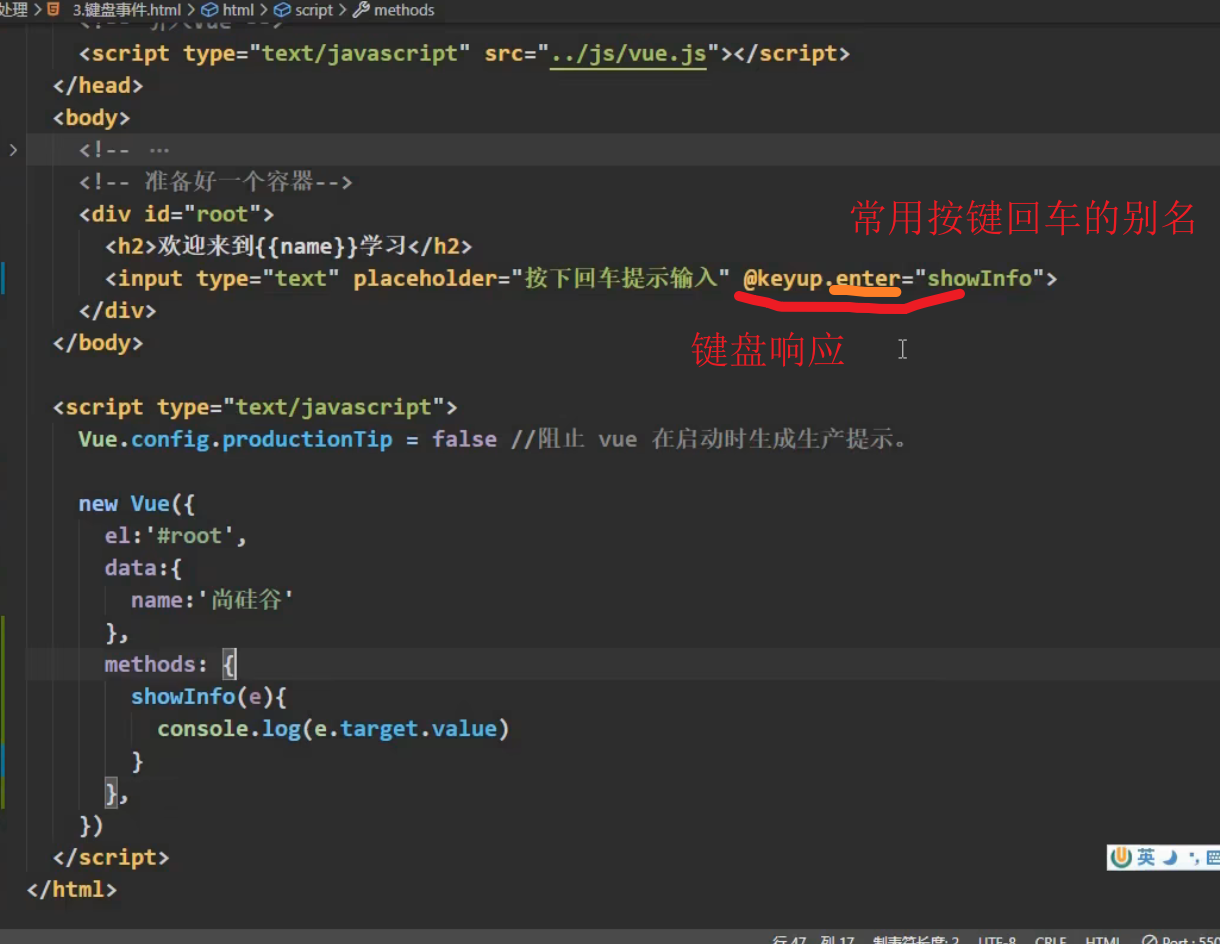 处理 > 3.键盘事件.html > html > script > methods
<script type="text/javascript" src="../js/vue.js"></script>
</head>
<body>
<!-- ...
<!-- 准备好一个容器-->
<div id="root">
常用按键回车的别名
<h2>欢迎来到{{name}}学习</h2>
<input type="text" placeholder="按下回车提示输入" @keyup.enter="showInfo">
</div>
</body>
键盘响应
<script type="text/javascript">
Vue.config.productionTip = false //阻止 vue 在启动时生成生产提示。
new Vue({
el:'#root',
data:{
name:'尚硅谷'
},
methods: {
showInfo(e){
console.log(e.target.value)
}
},
})
</script>
英
</html>
行 47，列 17 制表符长度: 2 UTF-8 CRLF HTML Port : 550